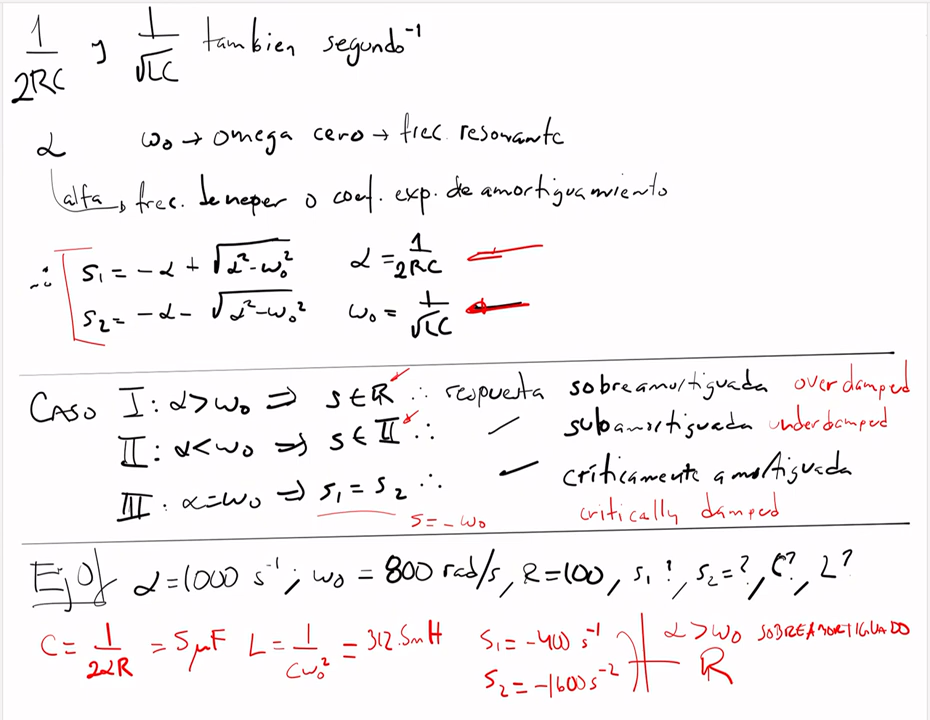 1/2RC y 1/√LC tambien segundo⁻¹
α ω₀ → omega cero → frec. resonante
alfa → frec. de neper o coef. exp. de amortiguamiento
∴ s₁ = -α + √α²-ω₀² α = 1/2RC
s₂ = -α - √α²-ω₀² ω₀ = 1/√LC
CASO I: α>ω₀ ⇒ s∈R ∴ respuesta sobreamortiguada overdamped
II: α<ω₀ ⇒ s∈II ∴ subamortiguada underdamped
III: α=ω₀ ⇒ s₁ = s₂ ∴ críticamente amortiguada
s=-ω₀ critically damped
α=1000 s⁻¹; ω₀ = 800 rad/s, R=100, s₁?, s₂=?, C?, L?
C = 1/2αR = 5μF L = 1/Cω₀² = 312.5mH s₁ = -400 s⁻¹ α>ω₀ SOBREAMORTIGUADO
s₂ = -1600 s⁻² R